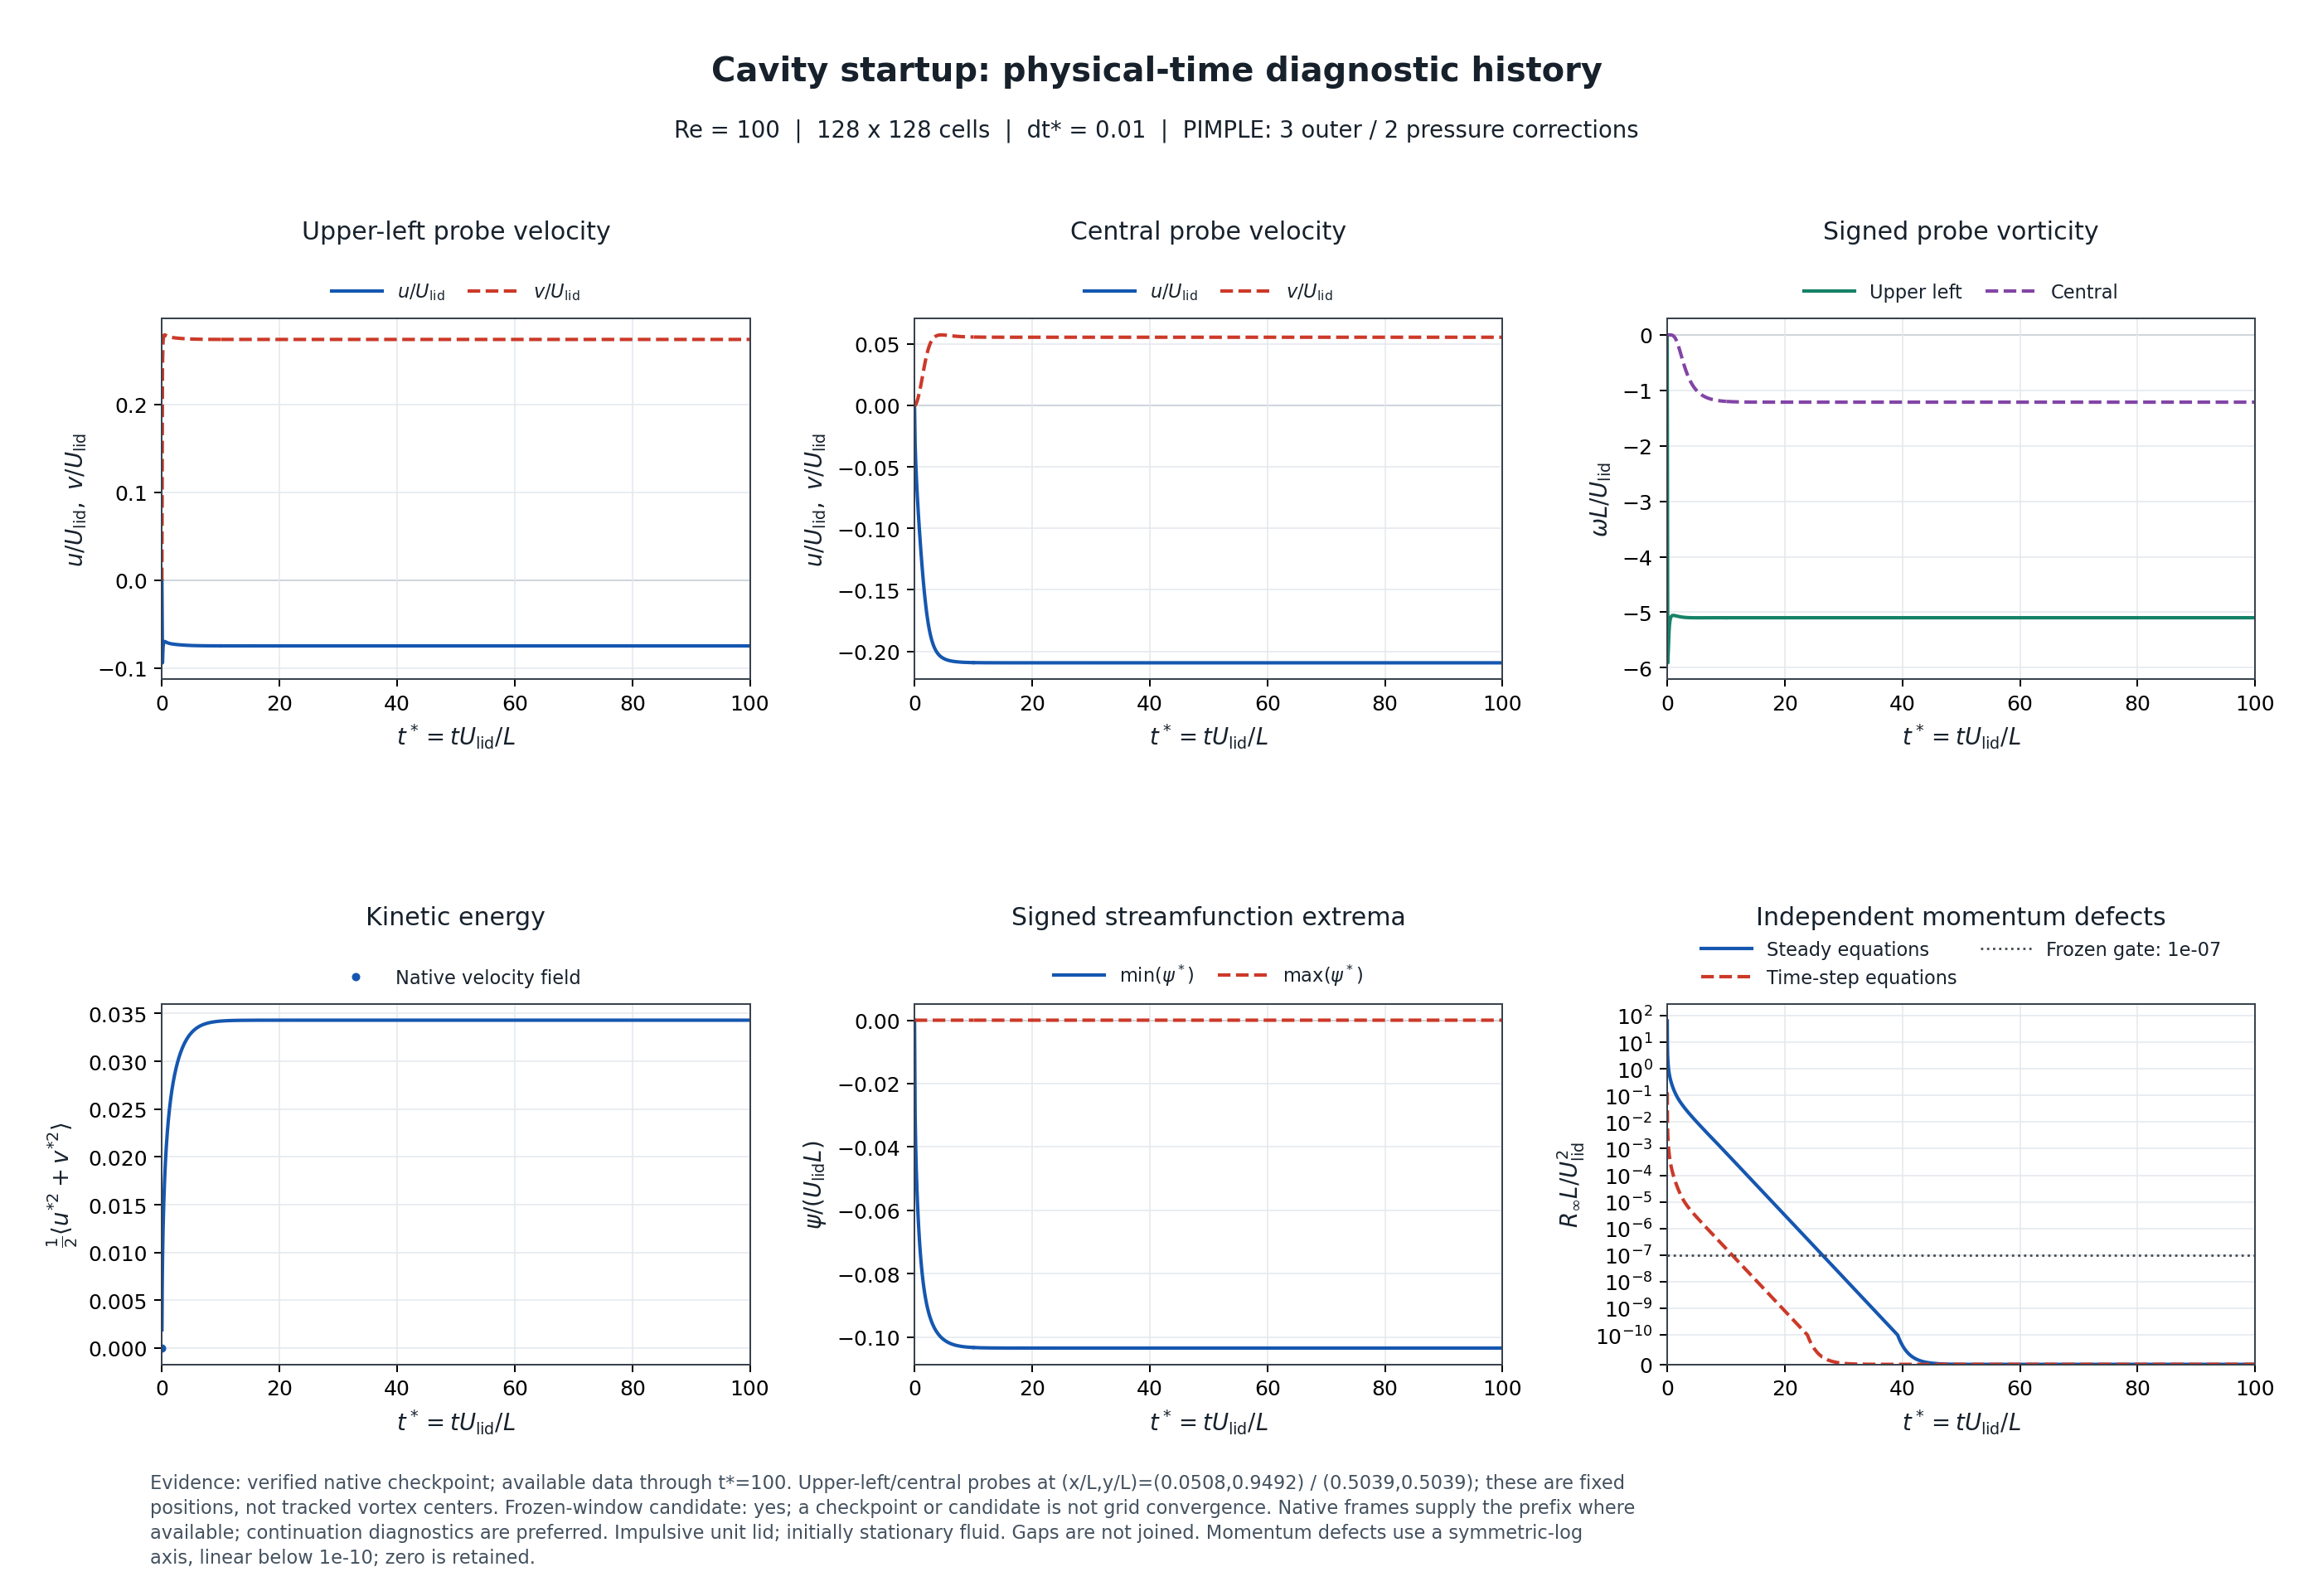 Cavity startup: physical-time diagnostic history
Re = 100 | 128 x 128 cells | dt* = 0.01 | PIMPLE: 3 outer / 2 pressure corrections
Upper-left probe velocity
u/U_lid v/U_lid
u/U_lid, v/U_lid
0.2
0.1
0.0
−0.1
0 20 40 60 80 100
t* = tU_lid/L
Central probe velocity
u/U_lid v/U_lid
u/U_lid, v/U_lid
0.05
0.00
−0.05
−0.10
−0.15
−0.20
0 20 40 60 80 100
t* = tU_lid/L
Signed probe vorticity
Upper left Central
ωL/U_lid
0
−1
−2
−3
−4
−5
−6
0 20 40 60 80 100
t* = tU_lid/L
Kinetic energy
Native velocity field
½⟨u*² + v*²⟩
0.035
0.030
0.025
0.020
0.015
0.010
0.005
0.000
0 20 40 60 80 100
t* = tU_lid/L
Signed streamfunction extrema
min(ψ*) max(ψ*)
ψ/(U_lid L)
0.00
−0.02
−0.04
−0.06
−0.08
−0.10
0 20 40 60 80 100
t* = tU_lid/L
Independent momentum defects
Steady equations Frozen gate: 1e-07
Time-step equations
R_∞L/U²_lid
10²
10¹
10⁰
10⁻¹
10⁻²
10⁻³
10⁻⁴
10⁻⁵
10⁻⁶
10⁻⁷
10⁻⁸
10⁻⁹
10⁻¹⁰
0
0 20 40 60 80 100
t* = tU_lid/L
Evidence: verified native checkpoint; available data through t*=100. Upper-left/central probes at (x/L,y/L)=(0.0508,0.9492) / (0.5039,0.5039); these are fixed
positions, not tracked vortex centers. Frozen-window candidate: yes; a checkpoint or candidate is not grid convergence. Native frames supply the prefix where
available; continuation diagnostics are preferred. Impulsive unit lid; initially stationary fluid. Gaps are not joined. Momentum defects use a symmetric-log
axis, linear below 1e-10; zero is retained.